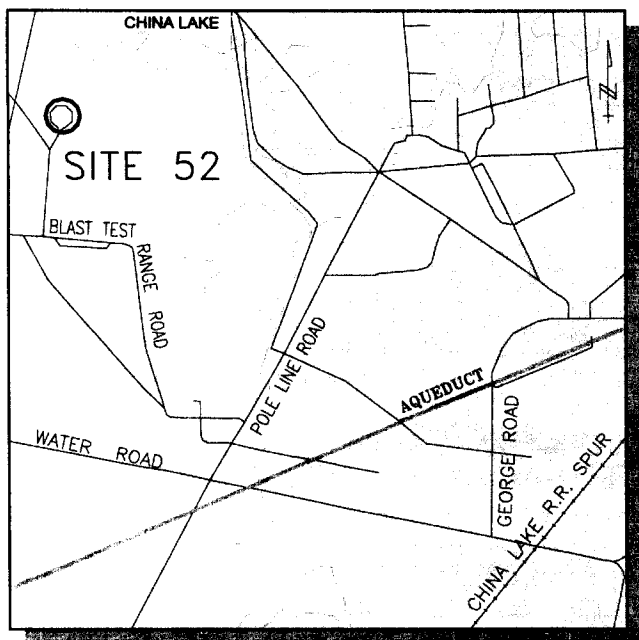 CHINA LAKE
N
SITE 52
BLAST TEST
RANGE ROAD
POLE LINE ROAD
AQUEDUCT
WATER ROAD
GEORGE ROAD
CHINA LAKE R.R. SPUR